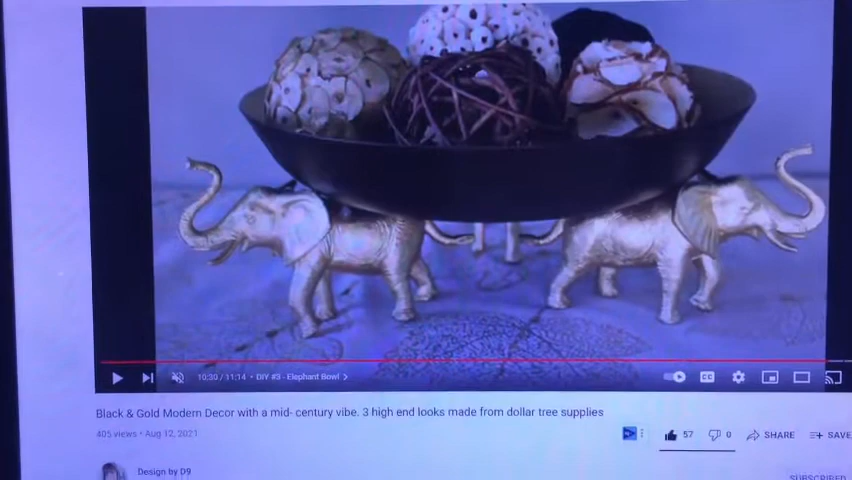 10:30 / 11:14 • DIY #3 - Elephant Bowl >
CC
Black & Gold Modern Decor with a mid- century vibe. 3 high end looks made from dollar tree supplies
405 views • Aug 12, 2021
57
0
SHARE
SAVE
Design by D9
SUBSCRIBED